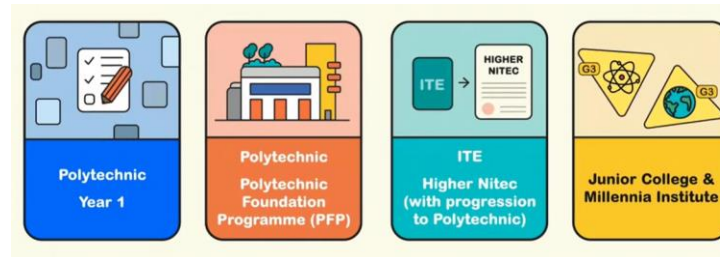 Polytechnic
Year 1
Polytechnic
Polytechnic
Foundation
Programme (PFP)
ITE
HIGHER
NITEC
ITE
Higher Nitec
(with progression
to Polytechnic)
G3
G3
Junior College &
Millennia Institute